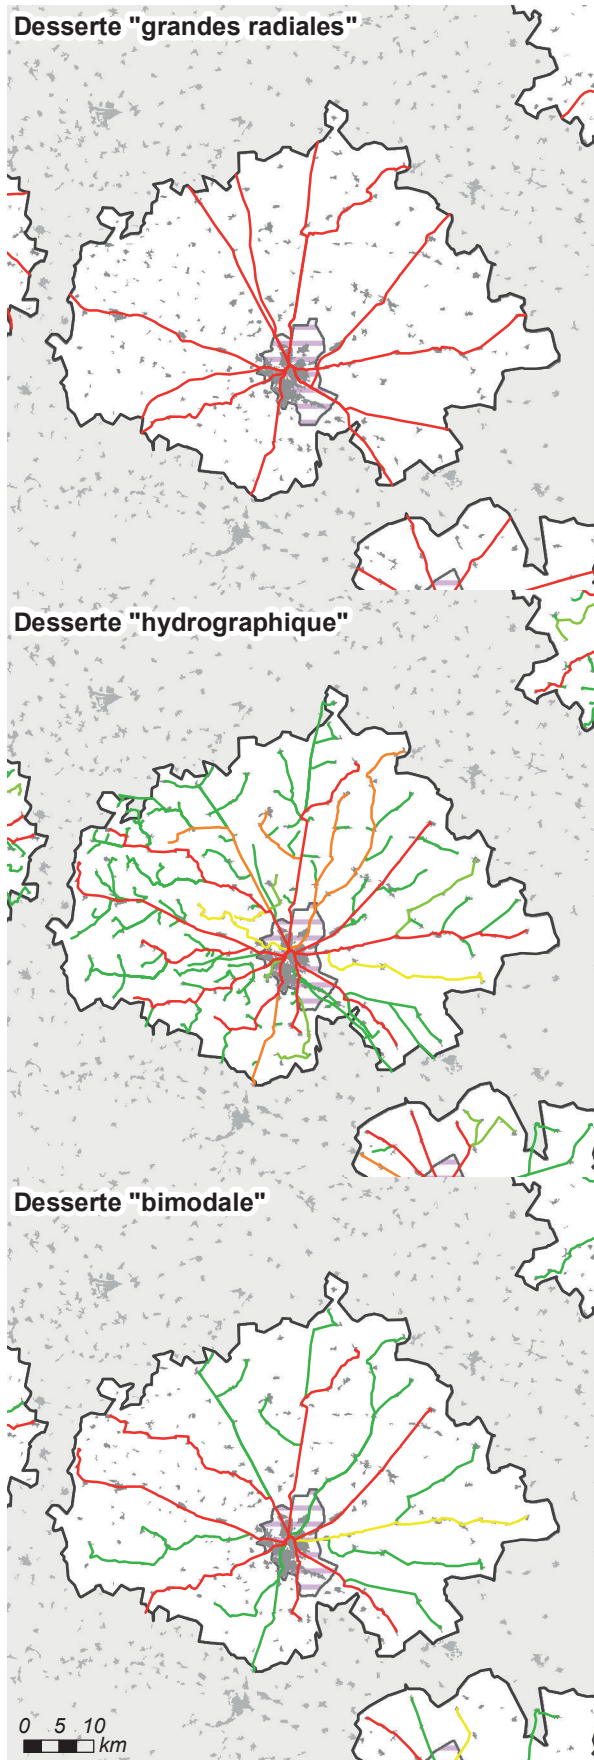 Desserte "grandes radiales"
Desserte "hydrographique"
Desserte "bimodale"
0 5 10
km